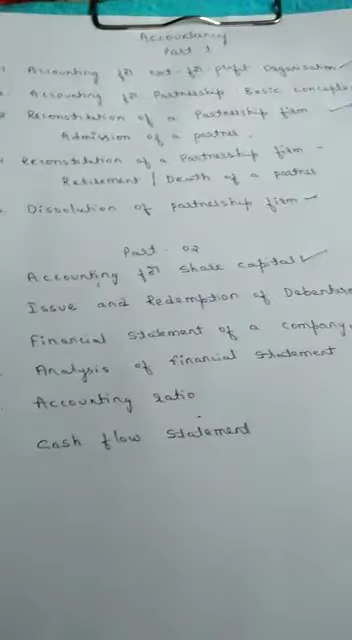 Accountancy
Part 1
Accounting for not-for profit Organisation
Accounting for Partnership Basic concepts
Reconstitution of a Partnership firm
Admission of a partner.
Reconstitution of a Partnership firm -
Retirement / Death of a partner
Dissolution of partnership firm -
Part - 02
Accounting for share capital
Issue and Redemption of Debenture
Financial statement of a company.
Analysis of financial statement
Accounting ratio
Cash flow statement